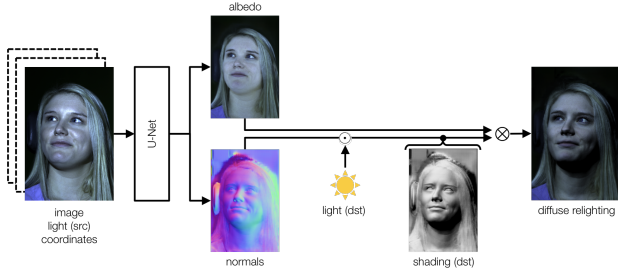 albedo
U-Net
image
light (src)
coordinates
normals
light (dst)
shading (dst)
diffuse relighting